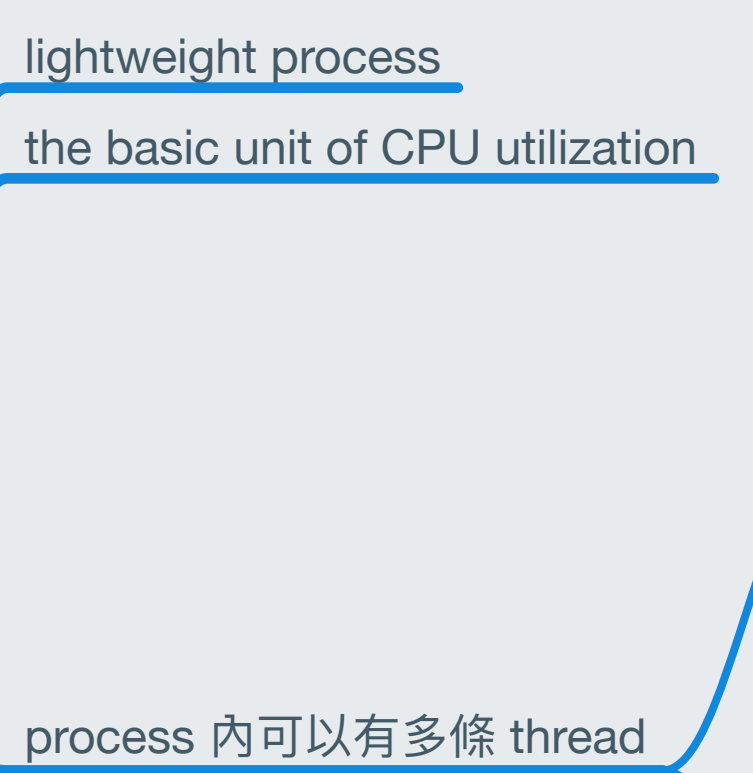 lightweight process
the basic unit of CPU utilization
process 內可以有多條 thread